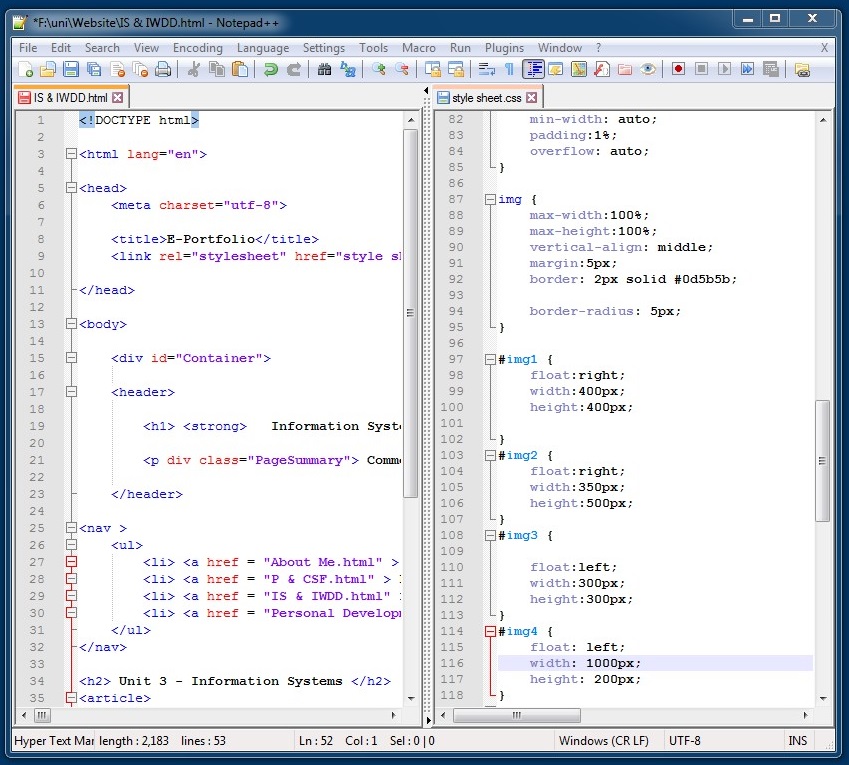 *F:\uni\Website\IS & IWDD.html - Notepad++
File Edit Search View Encoding Language Settings Tools Macro Run Plugins Window ? X
IS & IWDD.html
1 <!DOCTYPE html>
2
3 <html lang="en">
4
5 <head>
6 <meta charset="utf-8">
7
8 <title>E-Portfolio</title>
9 <link rel="stylesheet" href="style
10
11 </head>
12
13 <body>
14
15 <div id="Container">
16
17 <header>
18
19 <h1> <strong> Information
20
21 <p div class="PageSummary">
22
23 </header>
24
25 <nav >
26 <ul>
27 <li> <a href = "About Me.html" >
28 <li> <a href = "P & CSF.html" >
29 <li> <a href = "IS & IWDD.html"
30 <li> <a href = "Personal
31 </ul>
32 </nav>
33
34 <h2> Unit 3 - Information Systems </h2>
35 <article>
style sheet.css
82 min-width: auto;
83 padding:1%;
84 overflow: auto;
85 }
86
87 img {
88 max-width:100%;
89 max-height:100%;
90 vertical-align: middle;
91 margin:5px;
92 border: 2px solid #0d5b5b;
93
94 border-radius: 5px;
95 }
96
97 #img1 {
98 float:right;
99 width:400px;
100 height:400px;
101
102 }
103 #img2 {
104 float:right;
105 width:350px;
106 height:500px;
107 }
108 #img3 {
109
110 float:left;
111 width:300px;
112 height:300px;
113 }
114 #img4 {
115 float: left;
116 width: 1000px;
117 height: 200px;
118 }
Hyper Text length : 2,183 lines : 53 Ln : 52 Col : 1 Sel : 0 | 0 Windows (CR LF) UTF-8 INS